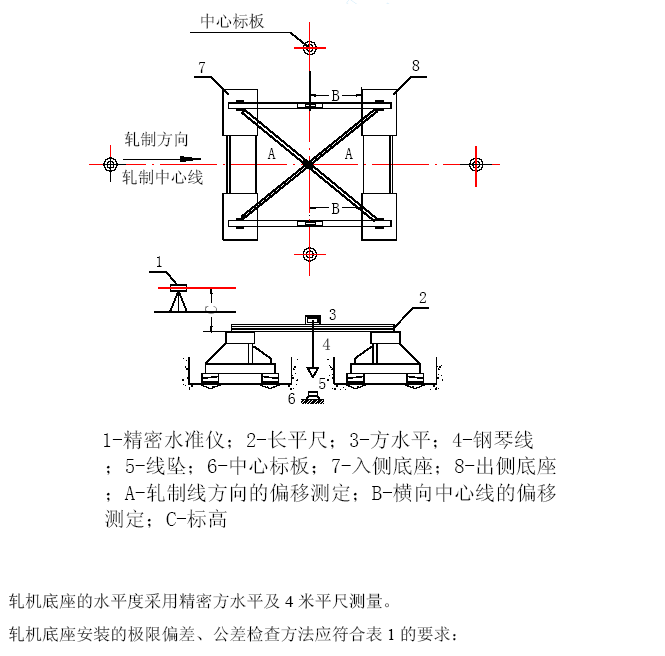 中心标板
7
8
B
轧制方向
A
A
轧制中心线
B
1
C
3
2
4
5
6
1-精密水准仪；2-长平尺；3-方水平；4-钢琴线
；5-线坠；6-中心标板；7-入侧底座；8-出侧底座
；A-轧制线方向的偏移测定；B-横向中心线的偏移
测定；C-标高
轧机底座的水平度采用精密方水平及 4 米平尺测量。
轧机底座安装的极限偏差、公差检查方法应符合表 1 的要求：